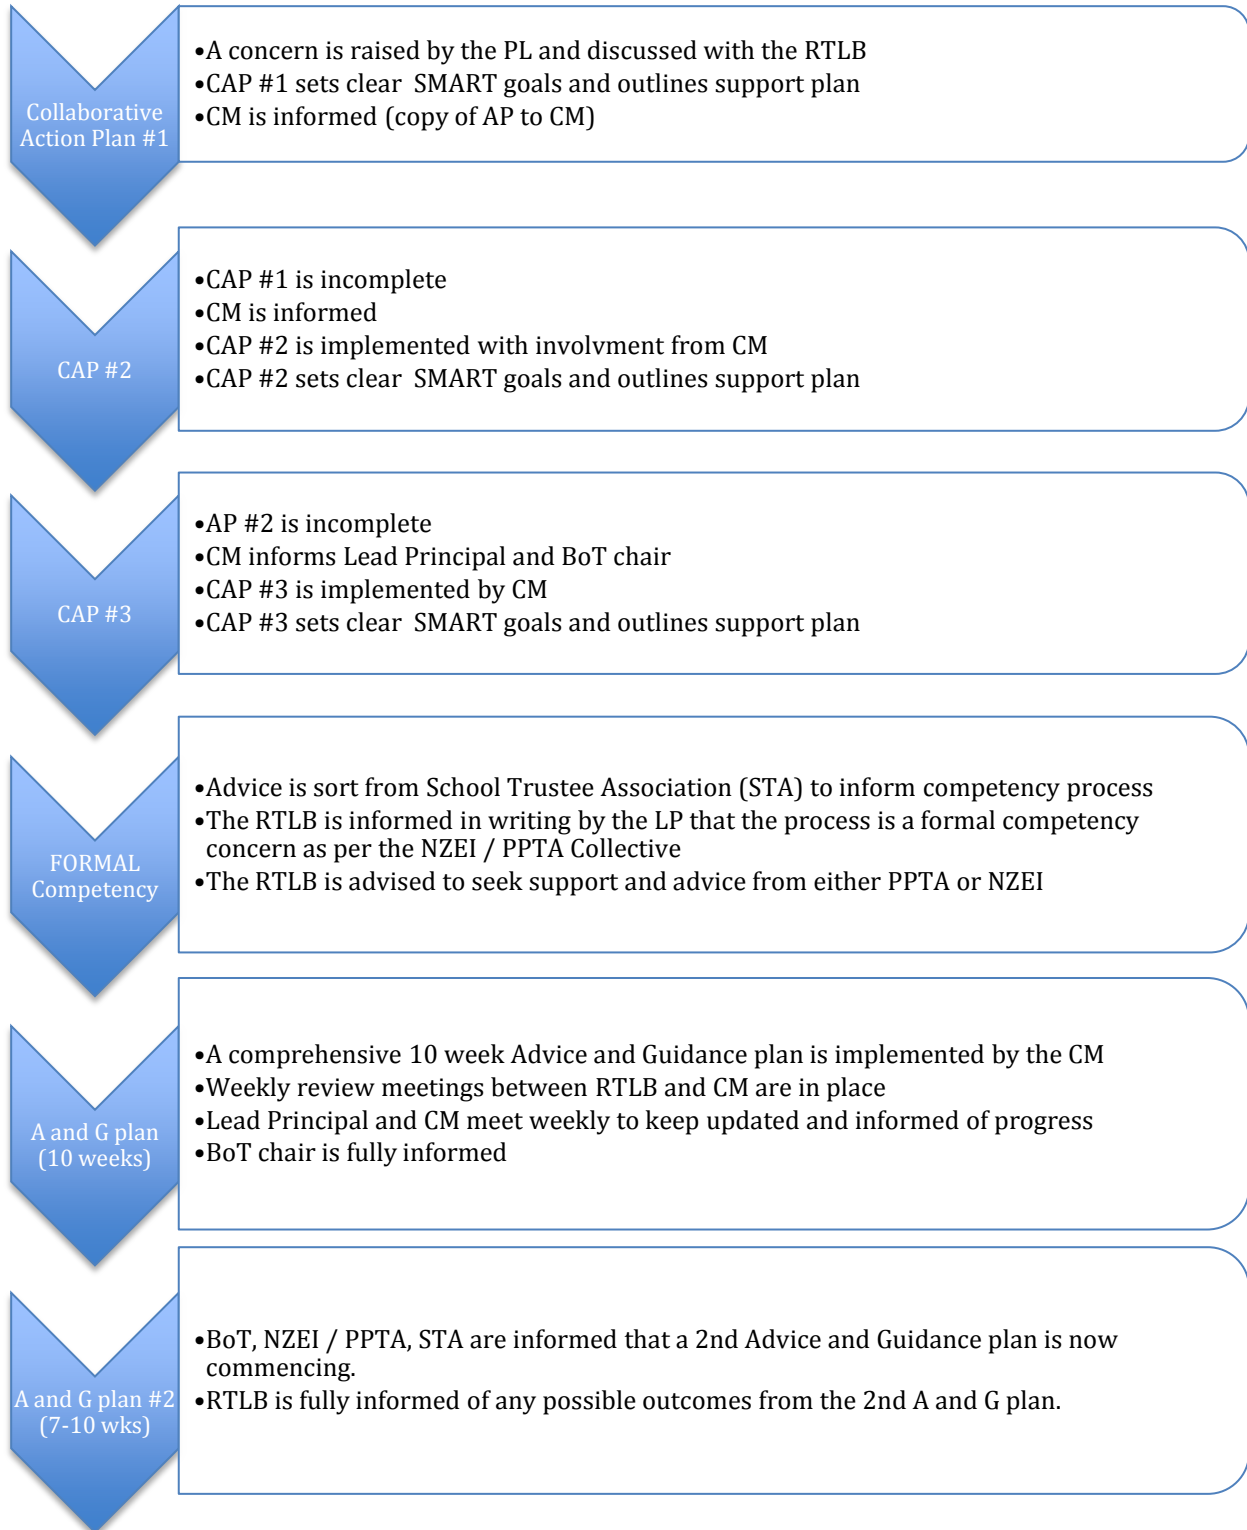 Collaborative
Action Plan #1
•A concern is raised by the PL and discussed with the RTLB
•CAP #1 sets clear  SMART goals and outlines support plan
•CM is informed (copy of AP to CM)
CAP #2
•CAP #1 is incomplete
•CM is informed
•CAP #2 is implemented with involvment from CM
•CAP #2 sets clear  SMART goals and outlines support plan
CAP #3
•AP #2 is incomplete
•CM informs Lead Principal and BoT chair
•CAP #3 is implemented by CM
•CAP #3 sets clear  SMART goals and outlines support plan
FORMAL
Competency
•Advice is sort from School Trustee Association (STA) to inform competency process
•The RTLB is informed in writing by the LP that the process is a formal competency
concern as per the NZEI / PPTA Collective
•The RTLB is advised to seek support and advice from either PPTA or NZEI
A and G plan
(10 weeks)
•A comprehensive 10 week Advice and Guidance plan is implemented by the CM
•Weekly review meetings between RTLB and CM are in place
•Lead Principal and CM meet weekly to keep updated and informed of progress
•BoT chair is fully informed
A and G plan #2
(7-10 wks)
•BoT, NZEI / PPTA, STA are informed that a 2nd Advice and Guidance plan is now
commencing.
•RTLB is fully informed of any possible outcomes from the 2nd A and G plan.